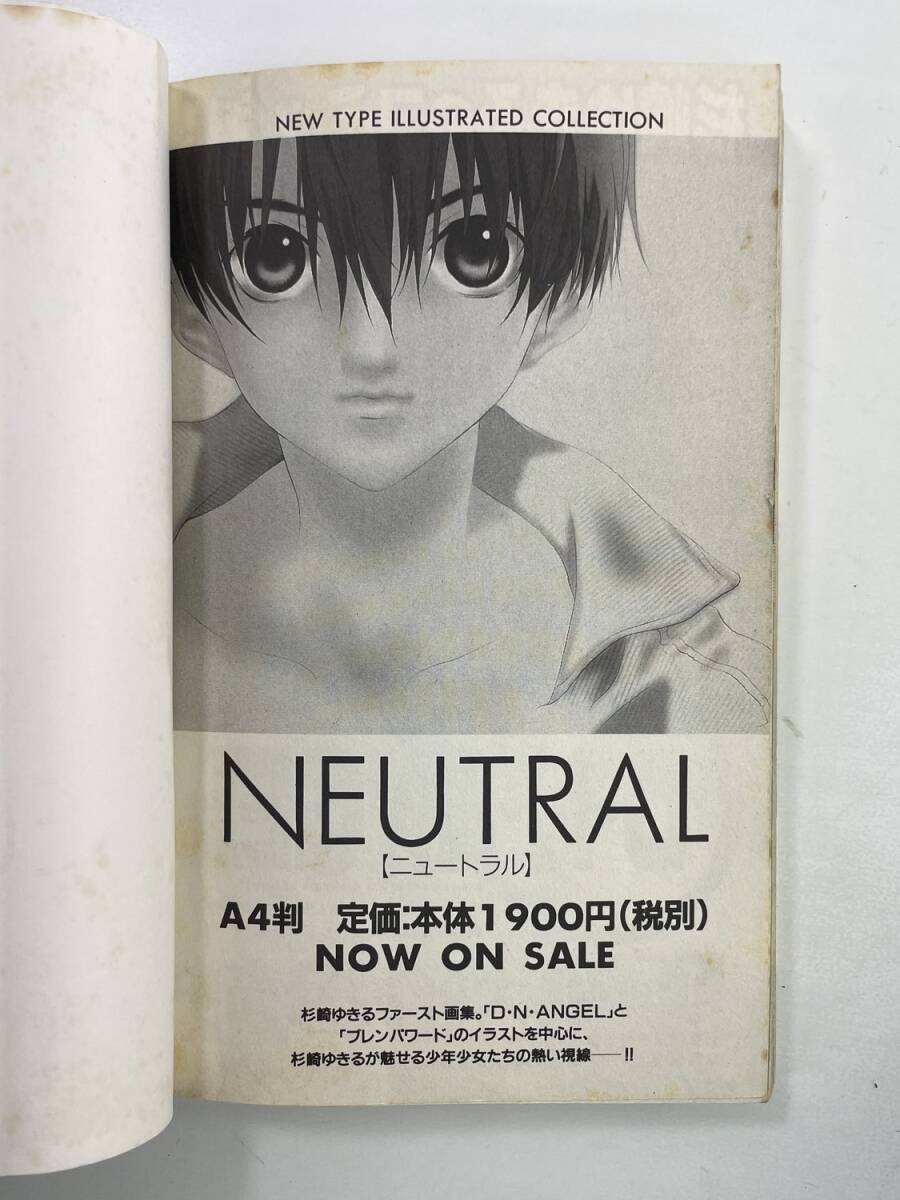 NEW TYPE ILLUSTRATED COLLECTION
NEUTRAL
【ニュートラル】
A4判　定価:本体1900円(税別)
NOW ON SALE
杉崎ゆきるファースト画集。「D・N・ANGEL」と
「ブレンパワード」のイラストを中心に、
杉崎ゆきるが魅せる少年少女たちの熱い視線――!!